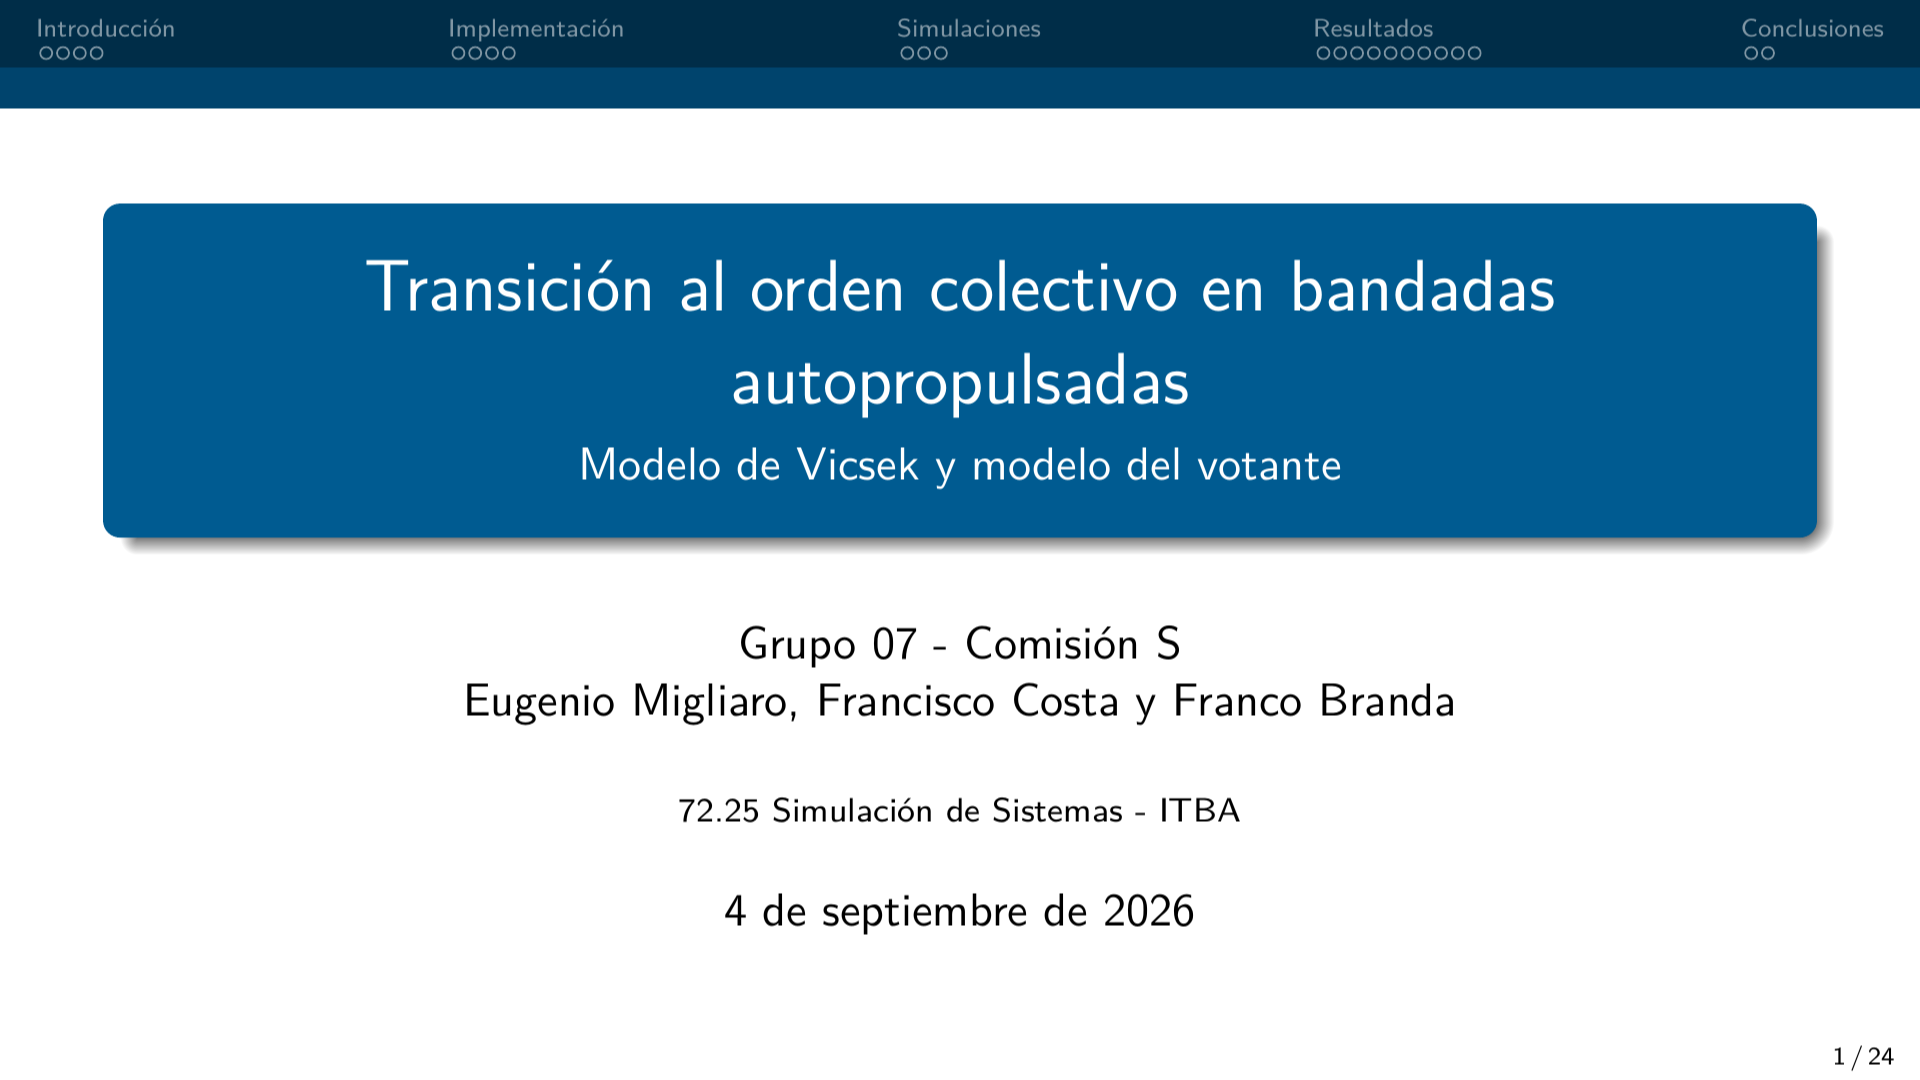 Introducción
Implementación
Simulaciones
Resultados
Conclusiones
Transición al orden colectivo en bandadas
autopropulsadas
Modelo de Vicsek y modelo del votante
Grupo 07 - Comisión S
Eugenio Migliaro, Francisco Costa y Franco Branda
72.25 Simulación de Sistemas - ITBA
4 de septiembre de 2026
1 / 24